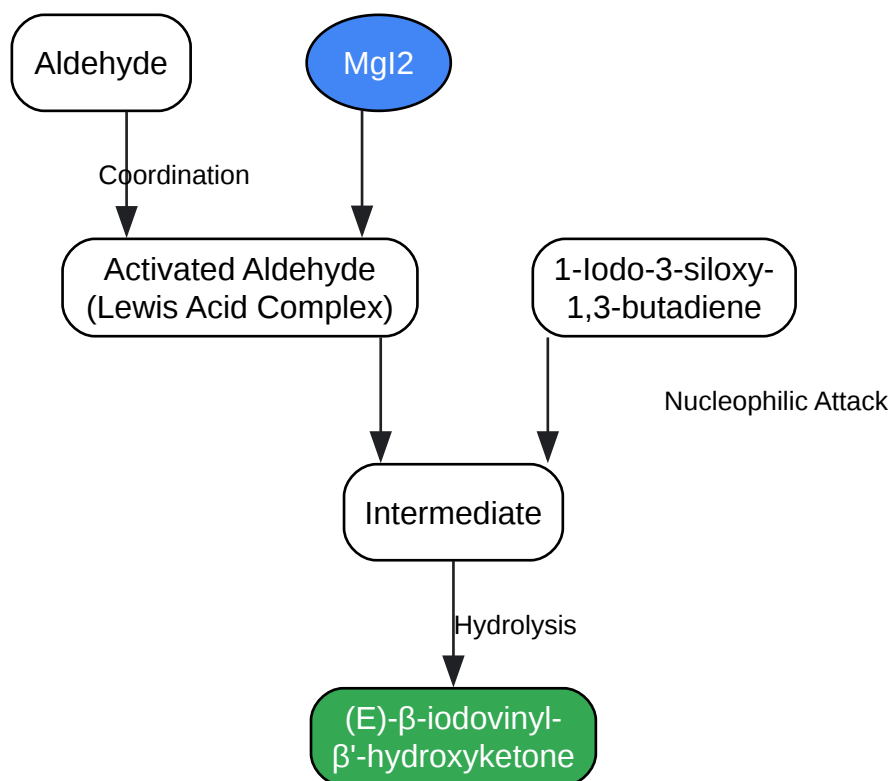 Aldehyde
MgI2
Coordination
Activated Aldehyde
(Lewis Acid Complex)
1-Iodo-3-siloxy-
1,3-butadiene
Nucleophilic Attack
Intermediate
Hydrolysis
(E)-β-iodovinyl-
β'-hydroxyketone